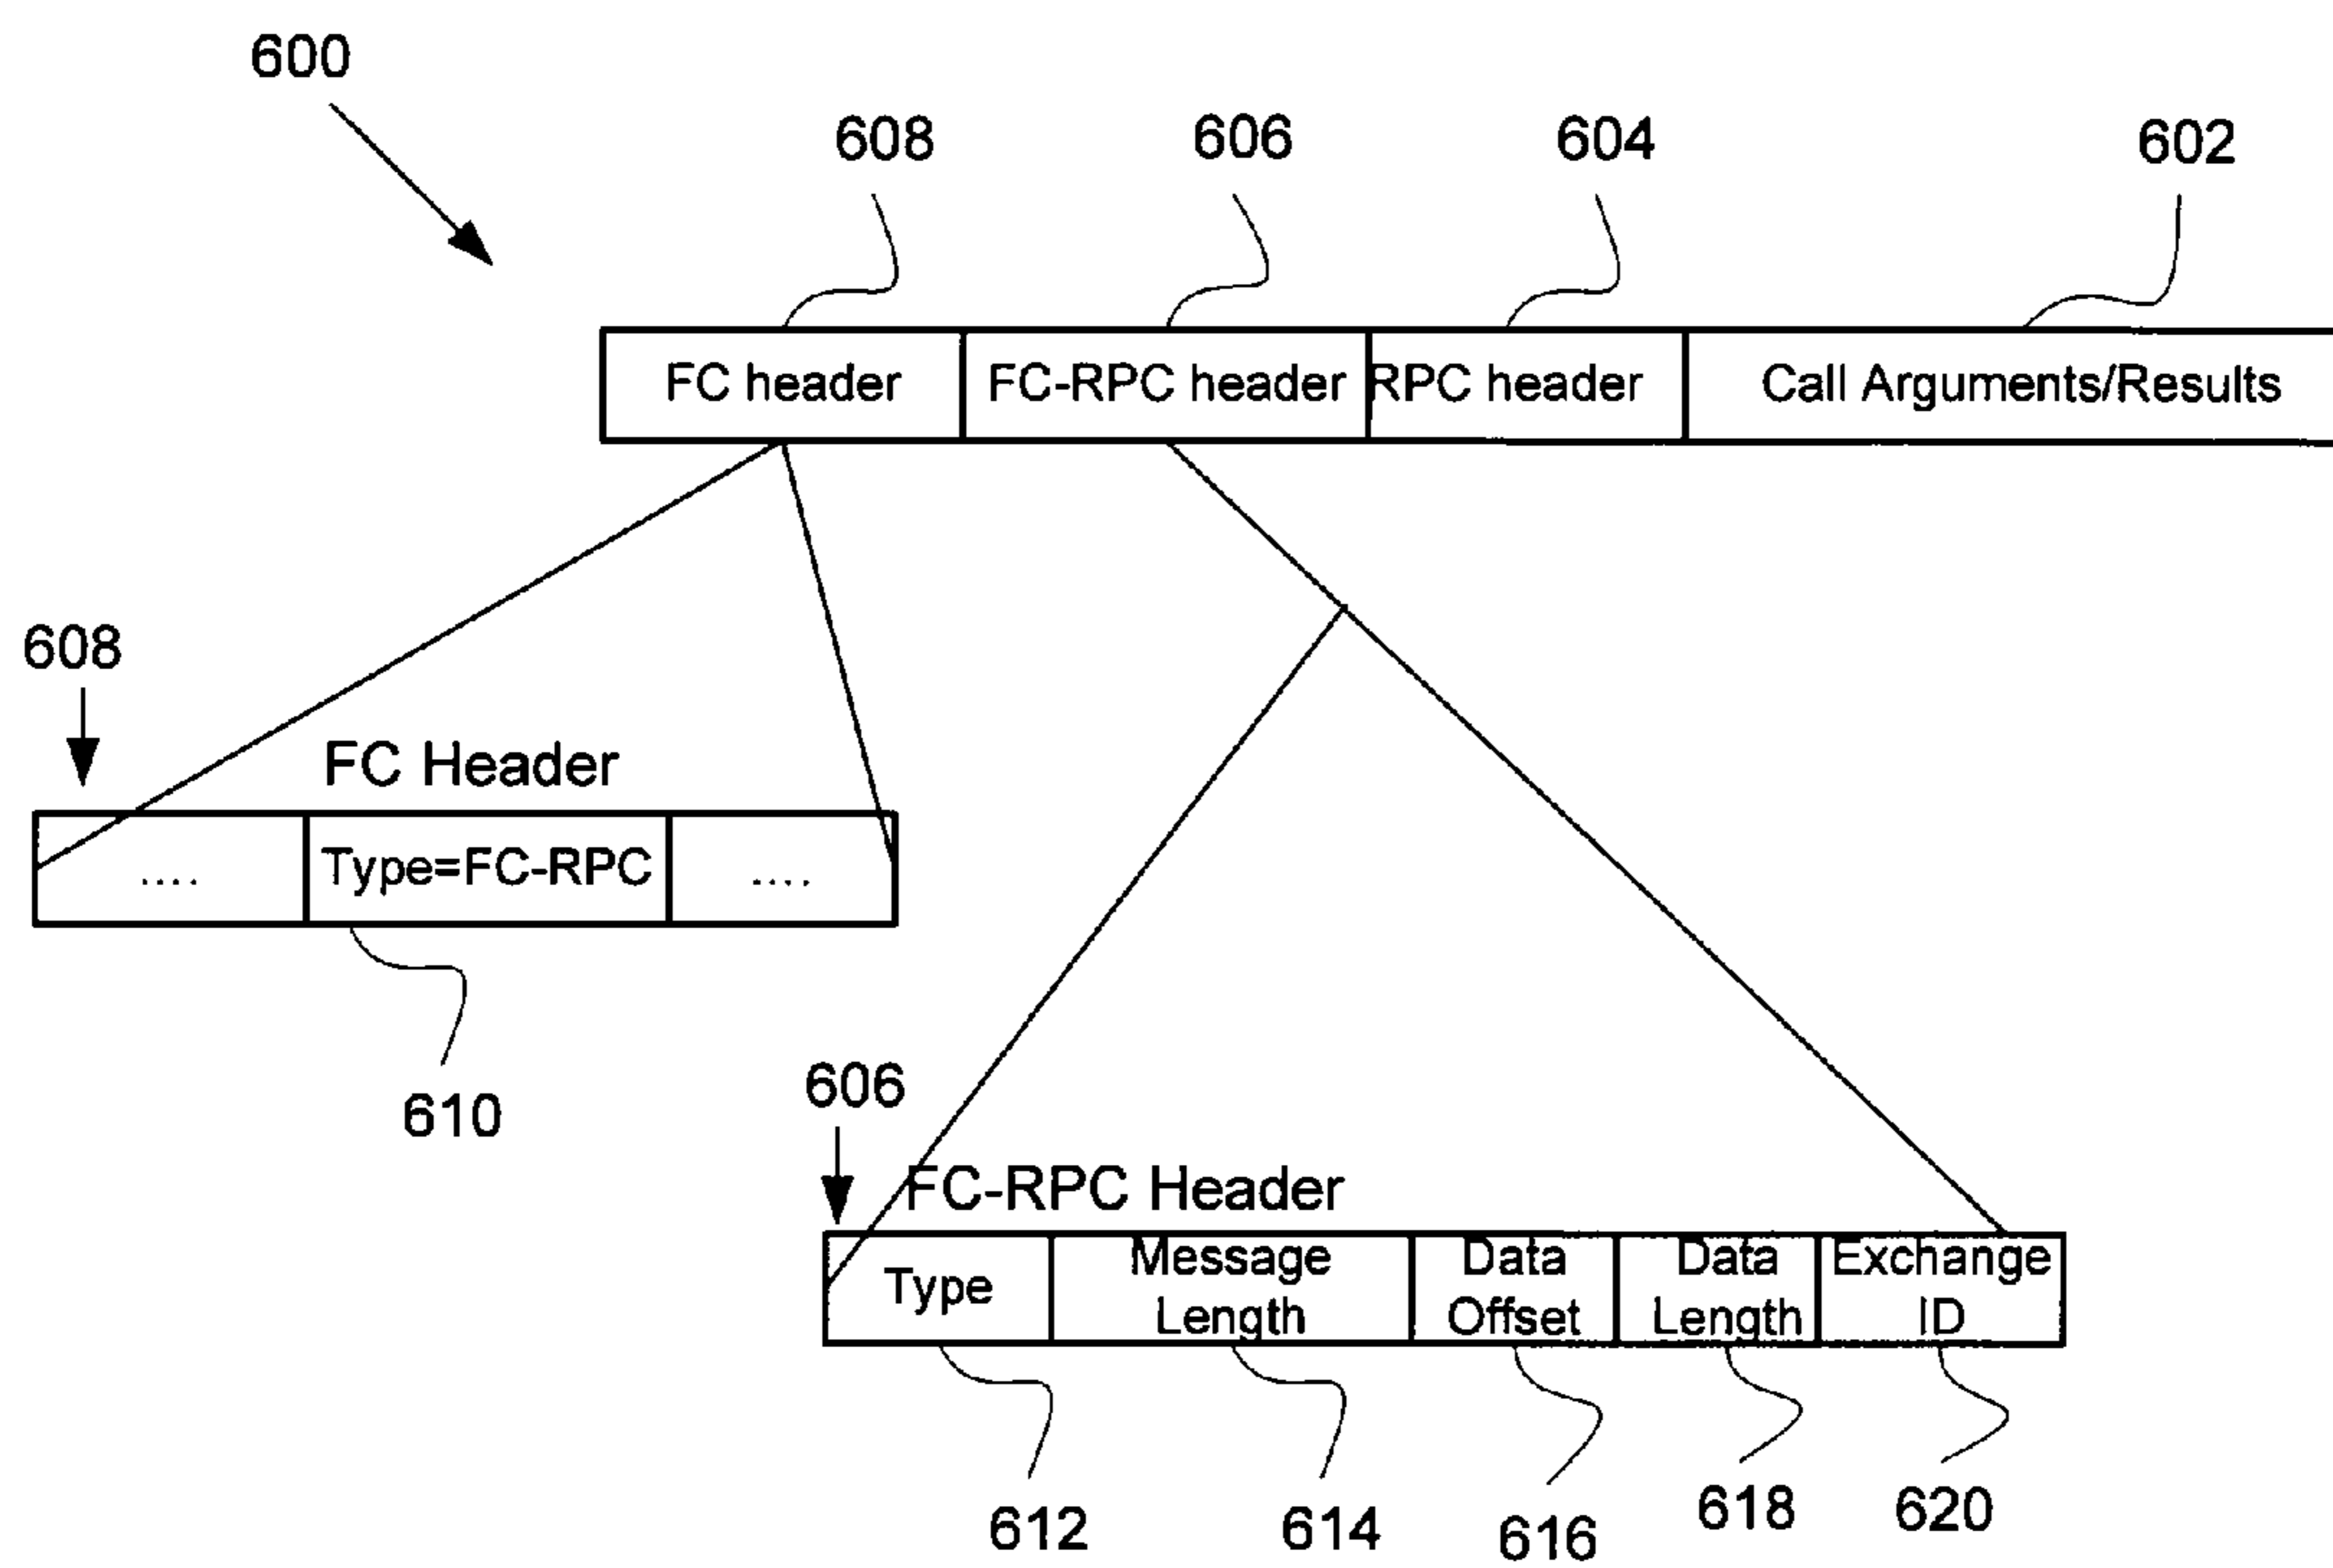 600
608 606 604 602
FC header FC-RPC header RPC header Call Arguments/Results
608
FC Header
.... Type=FC-RPC ....
610
606
FC-RPC Header
Type Message Length Data Offset Data Length Exchange ID
612 614 616 618 620